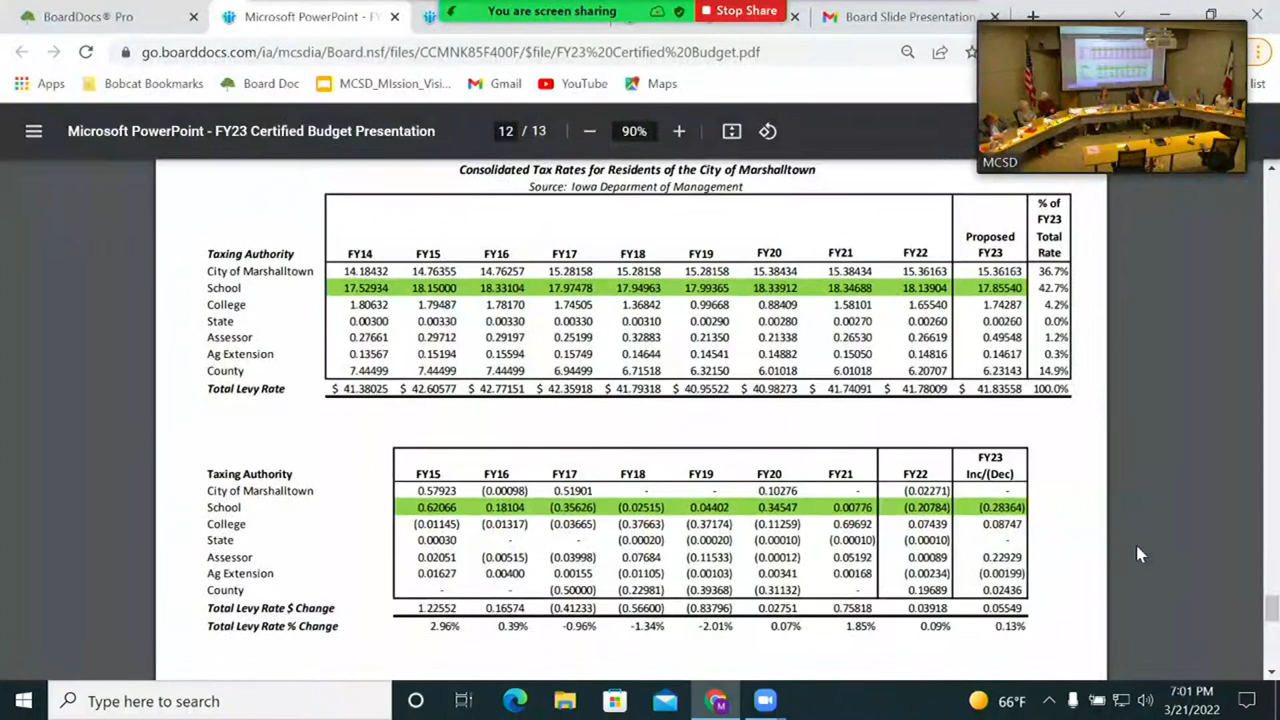 BoardDocs® Pro
Microsoft PowerPoint - FY
You are screen sharing
Stop Share
Board Slide Presentation
go.boarddocs.com/ia/mcsdia/Board.nsf/files/CCMNK85F400F/$file/FY23%20Certified%20Budget.pdf
Apps Bobcat Bookmarks Board Doc MCSD_MIssion_Visi... Gmail YouTube Maps list
Microsoft PowerPoint - FY23 Certified Budget Presentation 12 / 13 90%
MCSD
Consolidated Tax Rates for Residents of the City of Marshalltown
Source: Iowa Deparment of Management
% of
FY23
Proposed Total
Taxing Authority FY14 FY15 FY16 FY17 FY18 FY19 FY20 FY21 FY22 FY23 Rate
City of Marshalltown 14.18432 14.76355 14.76257 15.28158 15.28158 15.28158 15.38434 15.38434 15.36163 15.36163 36.7%
School 17.52934 18.15000 18.33104 17.97478 17.94963 17.99365 18.33912 18.34688 18.13904 17.85540 42.7%
College 1.80632 1.79487 1.78170 1.74505 1.36842 0.99668 0.88409 1.58101 1.65540 1.74287 4.2%
State 0.00300 0.00330 0.00330 0.00330 0.00310 0.00290 0.00280 0.00270 0.00260 0.00260 0.0%
Assessor 0.27661 0.29712 0.29197 0.25199 0.32883 0.21350 0.21338 0.26530 0.26619 0.49548 1.2%
Ag Extension 0.13567 0.15194 0.15594 0.15749 0.14644 0.14541 0.14882 0.15050 0.14816 0.14617 0.3%
County 7.44499 7.44499 7.44499 6.94499 6.71518 6.32150 6.01018 6.01018 6.20707 6.23143 14.9%
Total Levy Rate $ 41.38025 $ 42.60577 $ 42.77151 $ 42.35918 $ 41.79318 $ 40.95522 $ 40.98273 $ 41.74091 $ 41.78009 $ 41.83558 100.0%
FY23
Taxing Authority FY15 FY16 FY17 FY18 FY19 FY20 FY21 FY22 Inc/(Dec)
City of Marshalltown 0.57923 (0.00098) 0.51901 - - 0.10276 - (0.02271) -
School 0.62066 0.18104 (0.35626) (0.02515) 0.04402 0.34547 0.00776 (0.20784) (0.28364)
College (0.01145) (0.01317) (0.03665) (0.37663) (0.37174) (0.11259) 0.69692 0.07439 0.08747
State 0.00030 - - (0.00020) (0.00020) (0.00010) (0.00010) (0.00010) -
Assessor 0.02051 (0.00515) (0.03998) 0.07684 (0.11533) (0.00012) 0.05192 0.00089 0.22929
Ag Extension 0.01627 0.00400 0.00155 (0.01105) (0.00103) 0.00341 0.00168 (0.00234) (0.00199)
County - - (0.50000) (0.22981) (0.39368) (0.31132) - 0.19689 0.02436
Total Levy Rate $ Change 1.22552 0.16574 (0.41233) (0.56600) (0.83796) 0.02751 0.75818 0.03918 0.05549
Total Levy Rate % Change 2.96% 0.39% -0.96% -1.34% -2.01% 0.07% 1.85% 0.09% 0.13%
Type here to search
66°F
7:01 PM
3/21/2022